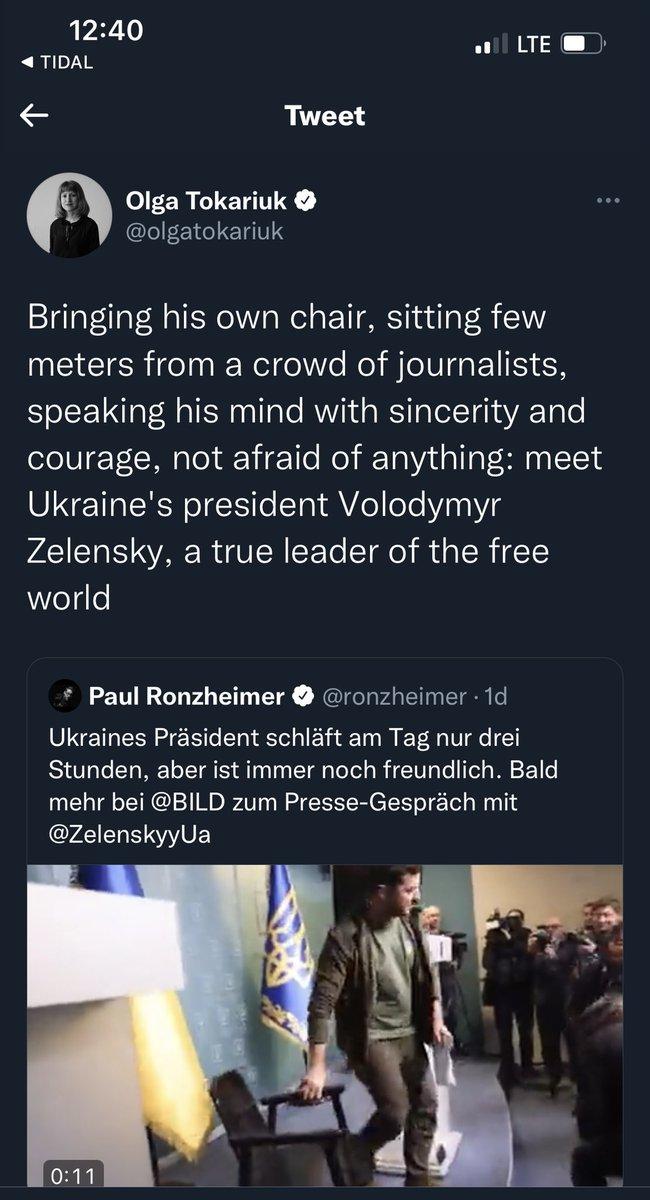 12:40
LTE
◀ TIDAL
Tweet
Olga Tokariuk
@olgatokariuk
Bringing his own chair, sitting few
meters from a crowd of journalists,
speaking his mind with sincerity and
courage, not afraid of anything: meet
Ukraine's president Volodymyr
Zelensky, a true leader of the free
world
Paul Ronzheimer @ronzheimer · 1d
Ukraines Präsident schläft am Tag nur drei
Stunden, aber ist immer noch freundlich. Bald
mehr bei @BILD zum Presse-Gespräch mit
@ZelenskyyUa
0:11